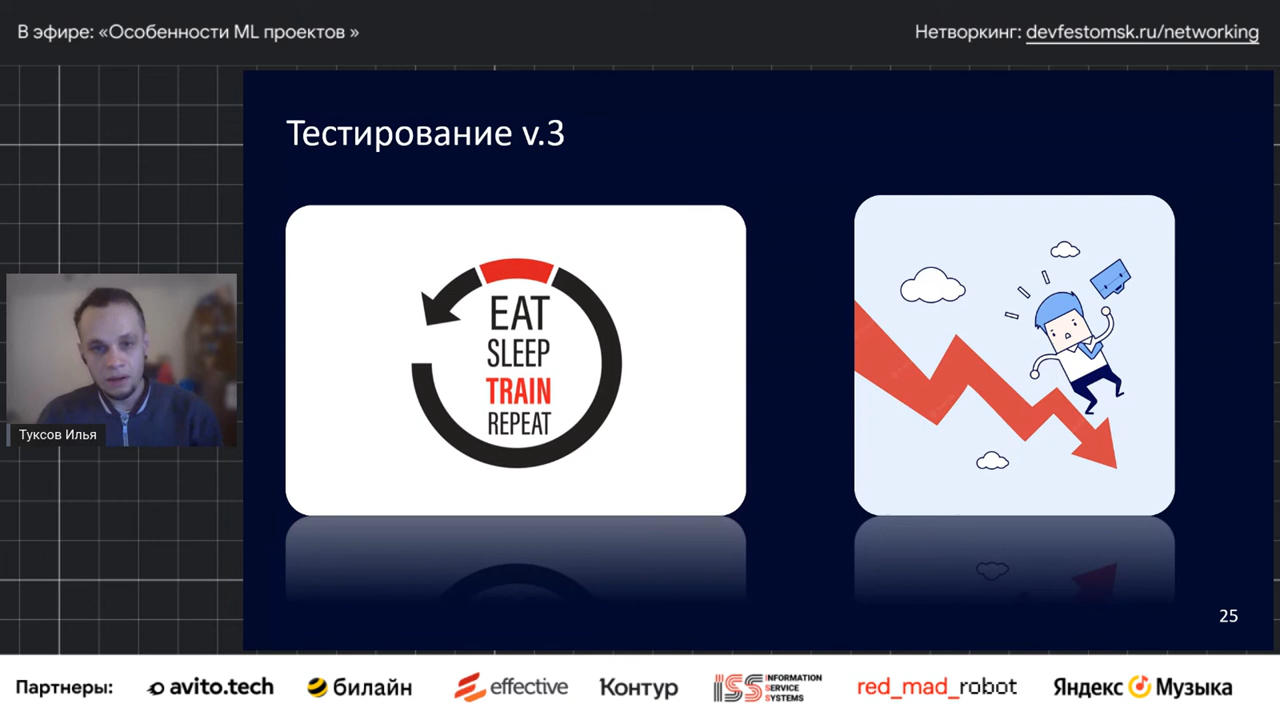 В эфире: «Особенности ML проектов »
Нетворкинг: devfestomsk.ru/networking
Тестирование v.3
EAT
SLEEP
TRAIN
REPEAT
Туксов Илья
25
Партнеры:
avito.tech
билайн
effective
Контур
ISS INFORMATION
SERVICE
SYSTEMS
red_mad_robot
Яндекс Музыка